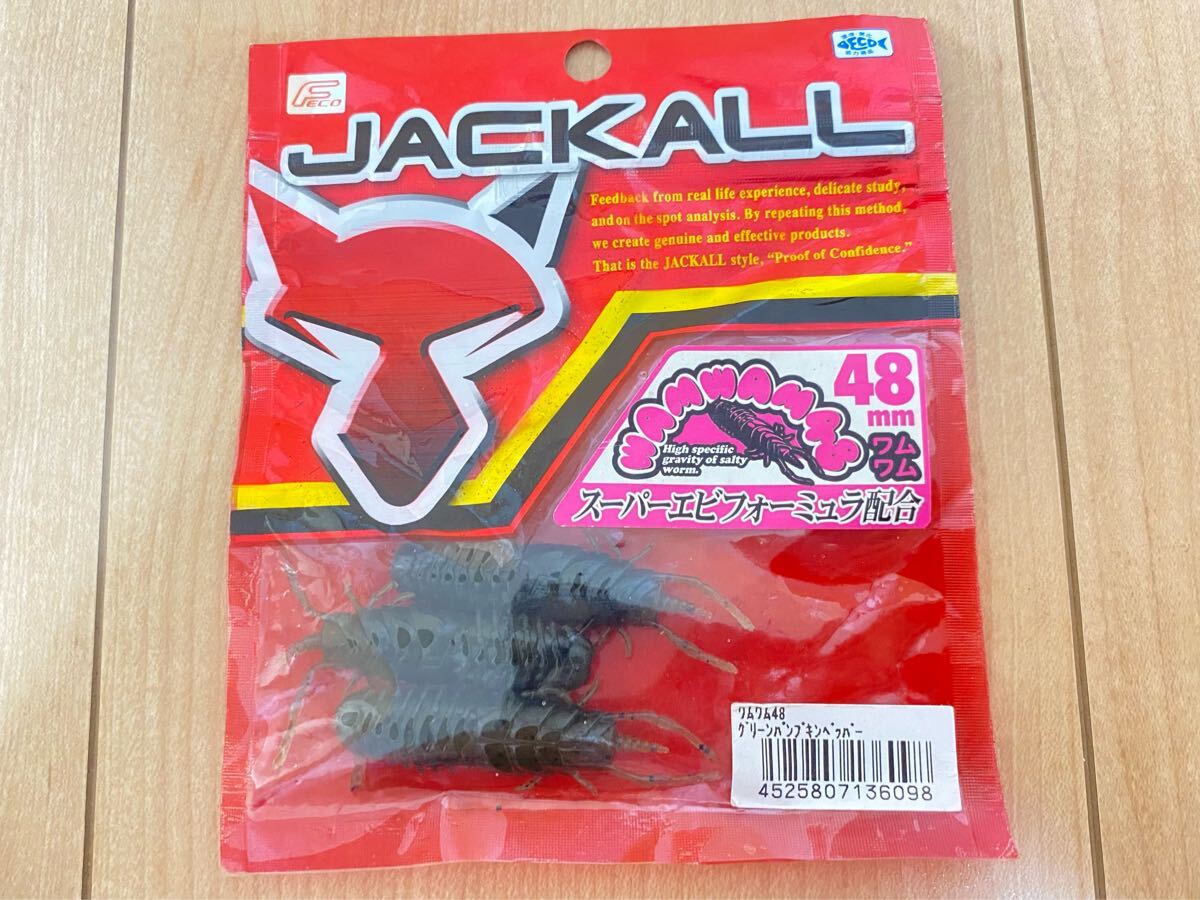 FECO
ECO
JACKALL
Feedback from real life experience, delicate study,
and on the spot analysis. By repeating this method,
we create genuine and effective products.
That is the JACKALL style, "Proof of Confidence."
WAMWAMAS
48
mm
High specific
gravity of salty
worm.
ワム
ワム
スーパーエビフォーミュラ配合
ワムワム48
グリーンパンプキンペッパー
4525807136098